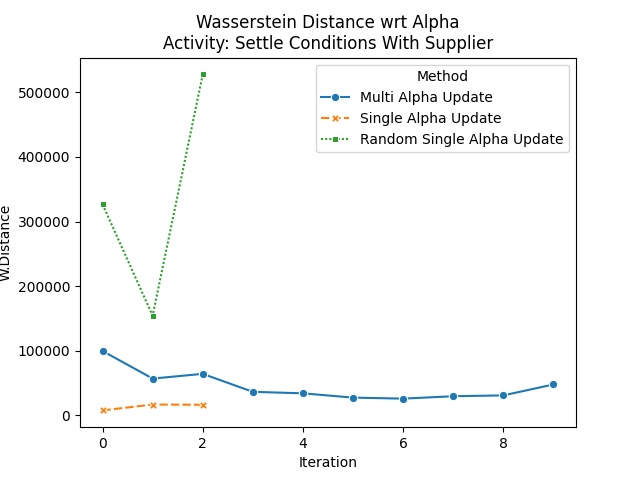 Wasserstein Distance wrt Alpha
Activity: Settle Conditions With Supplier
Method
Multi Alpha Update
Single Alpha Update
Random Single Alpha Update
500000
400000
300000
200000
100000
0
W.Distance
0 2 4 6 8
Iteration